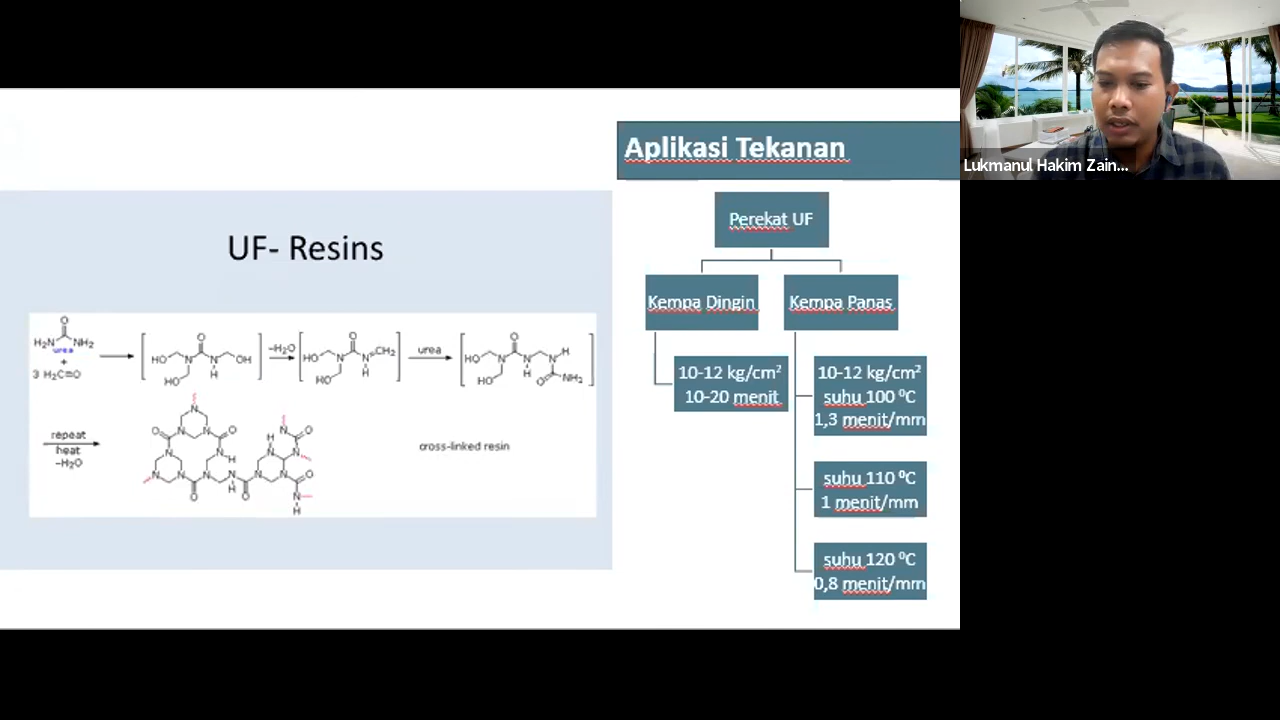 Aplikasi Tekanan
Lukmanul Hakim Zain...
UF- Resins
H₂N NH₂
O
urea
+
3 H₂C=O
HO N N OH
O
HO H
-H₂O
HO N N CH₂
O
HO H
urea
HO N N N H
O
HO H O NH₂
repeat
heat
-H₂O
cross-linked resin
Perekat UF
Kempa Dingin
10-12 kg/cm²
10-20 menit
Kempa Panas
10-12 kg/cm²
suhu 100 ⁰C
1,3 menit/mm
suhu 110 ⁰C
1 menit/mm
suhu 120 ⁰C
0,8 menit/mm